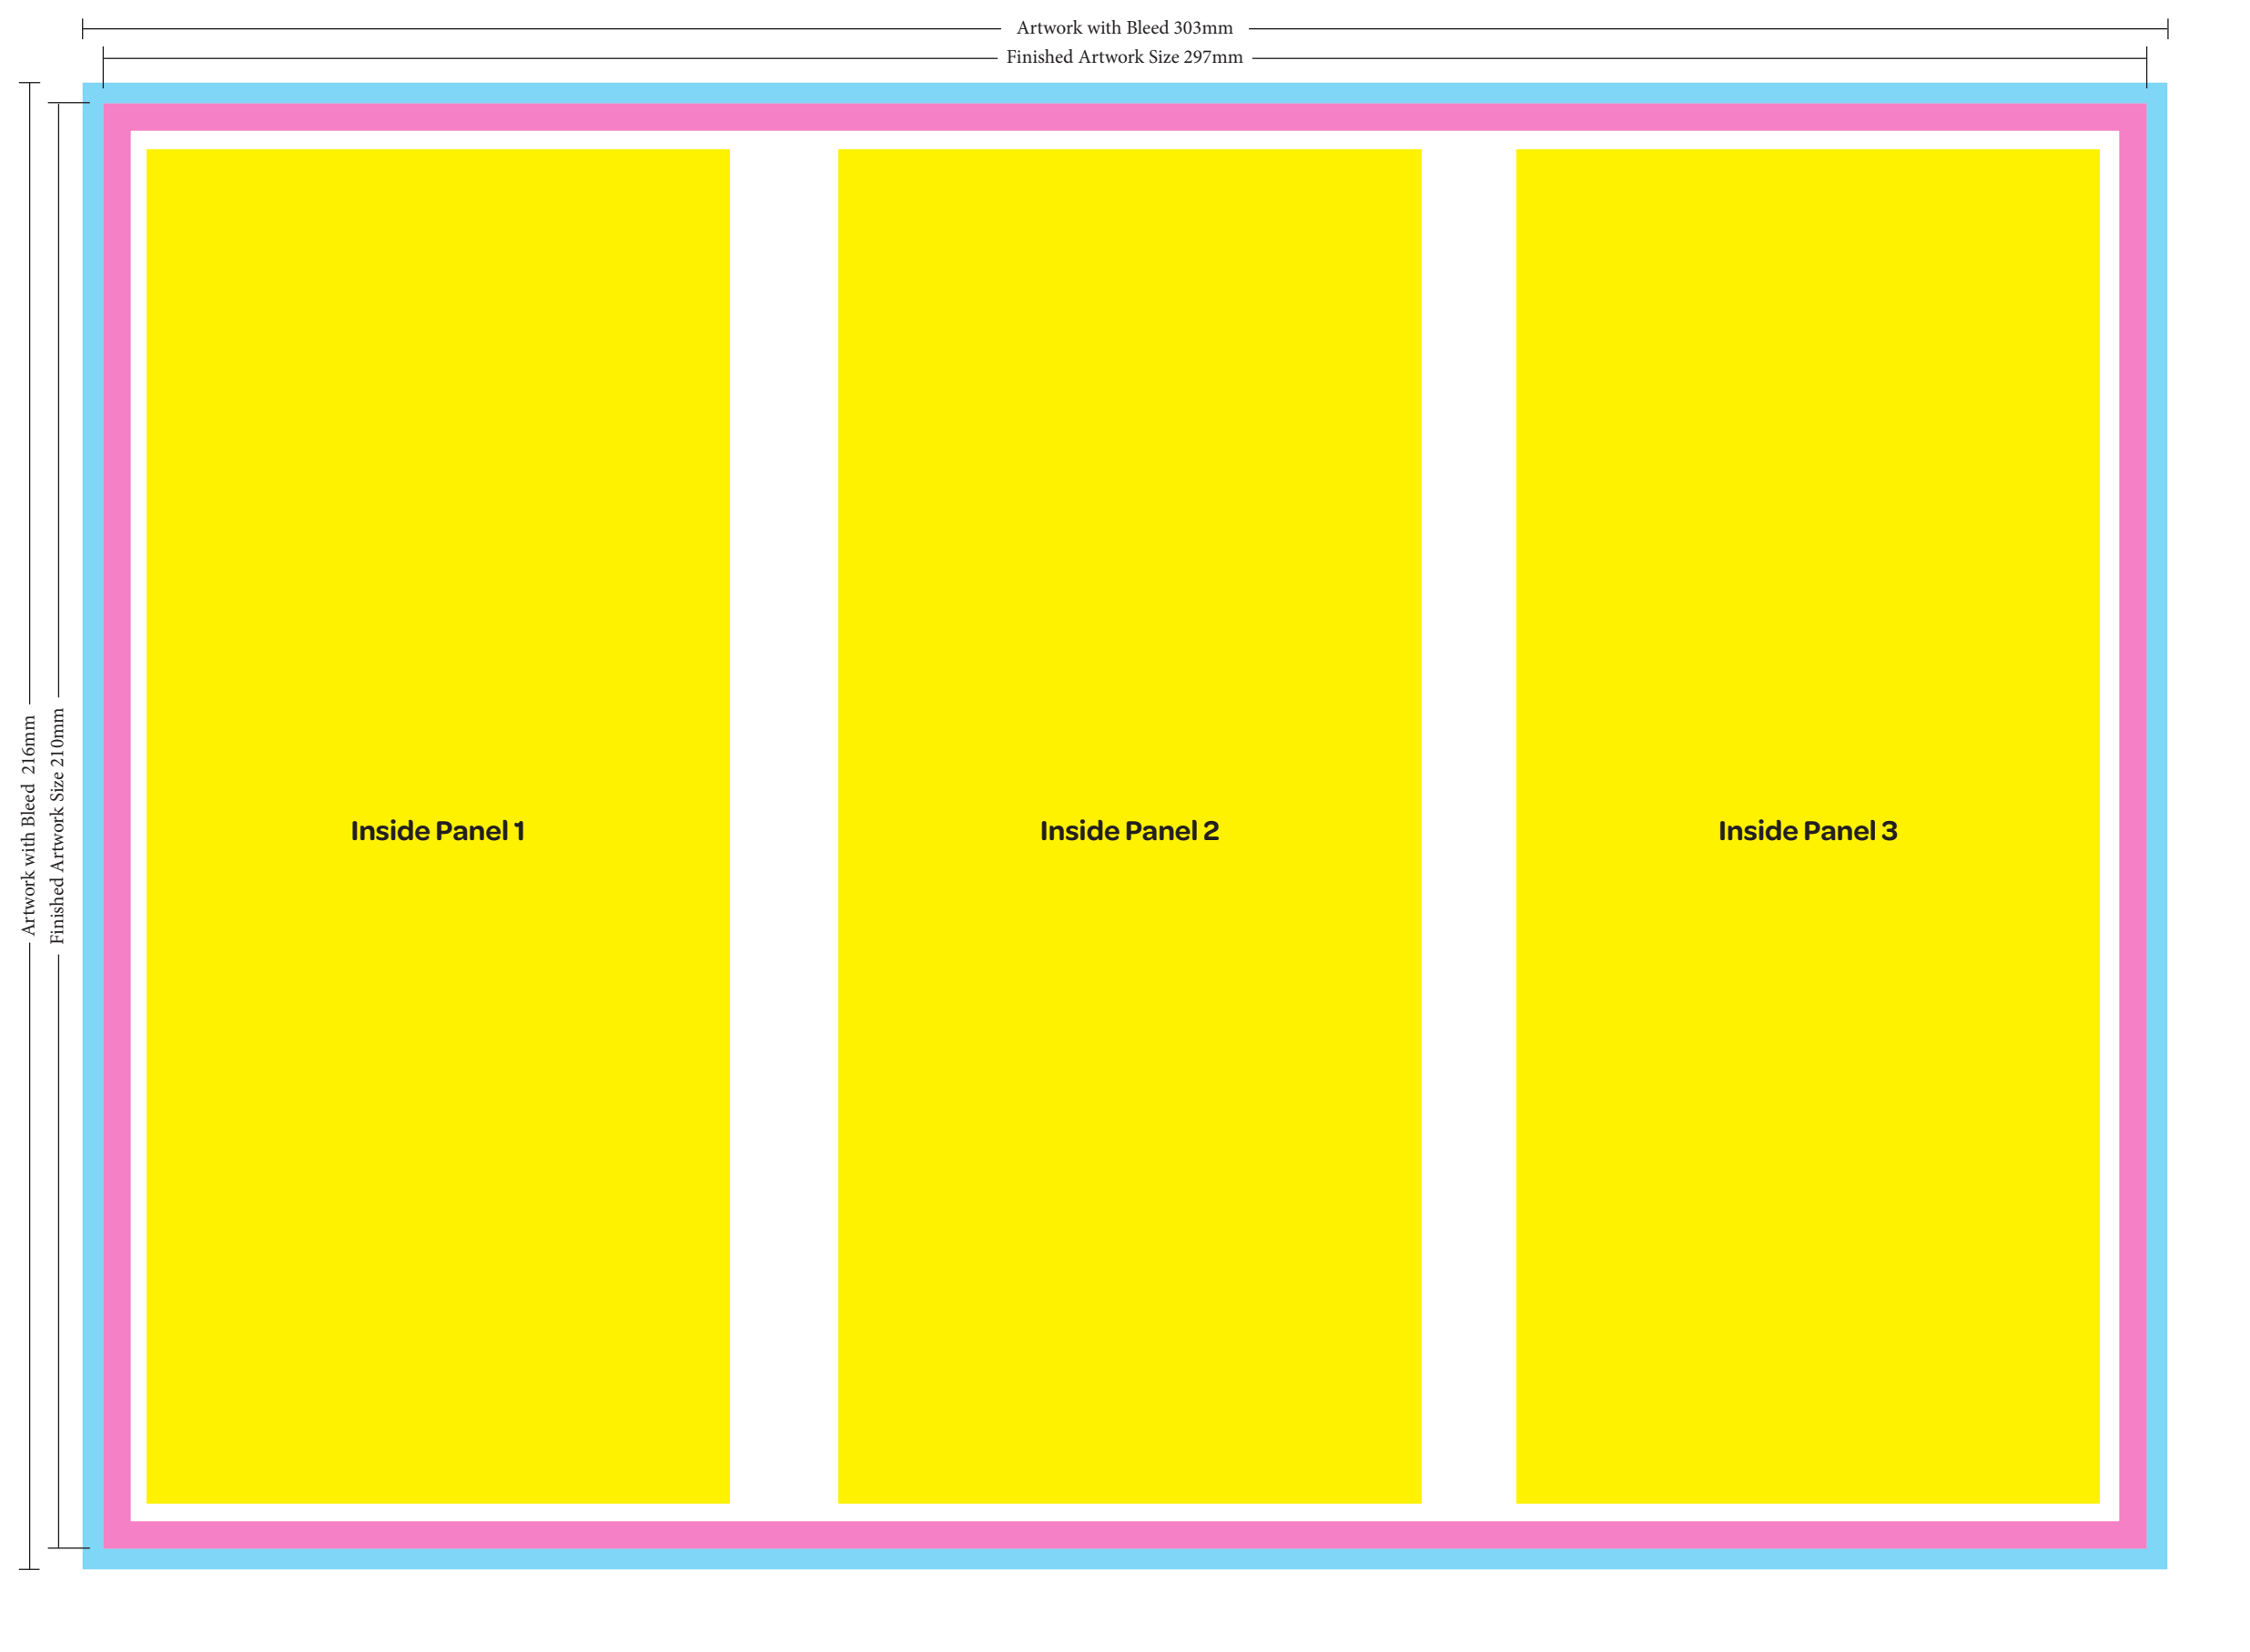 Artwork with Bleed 303mm
Finished Artwork Size 297mm
Artwork with Bleed  216mm
Finished Artwork Size 210mm
Inside Panel 1
Inside Panel 2
Inside Panel 3